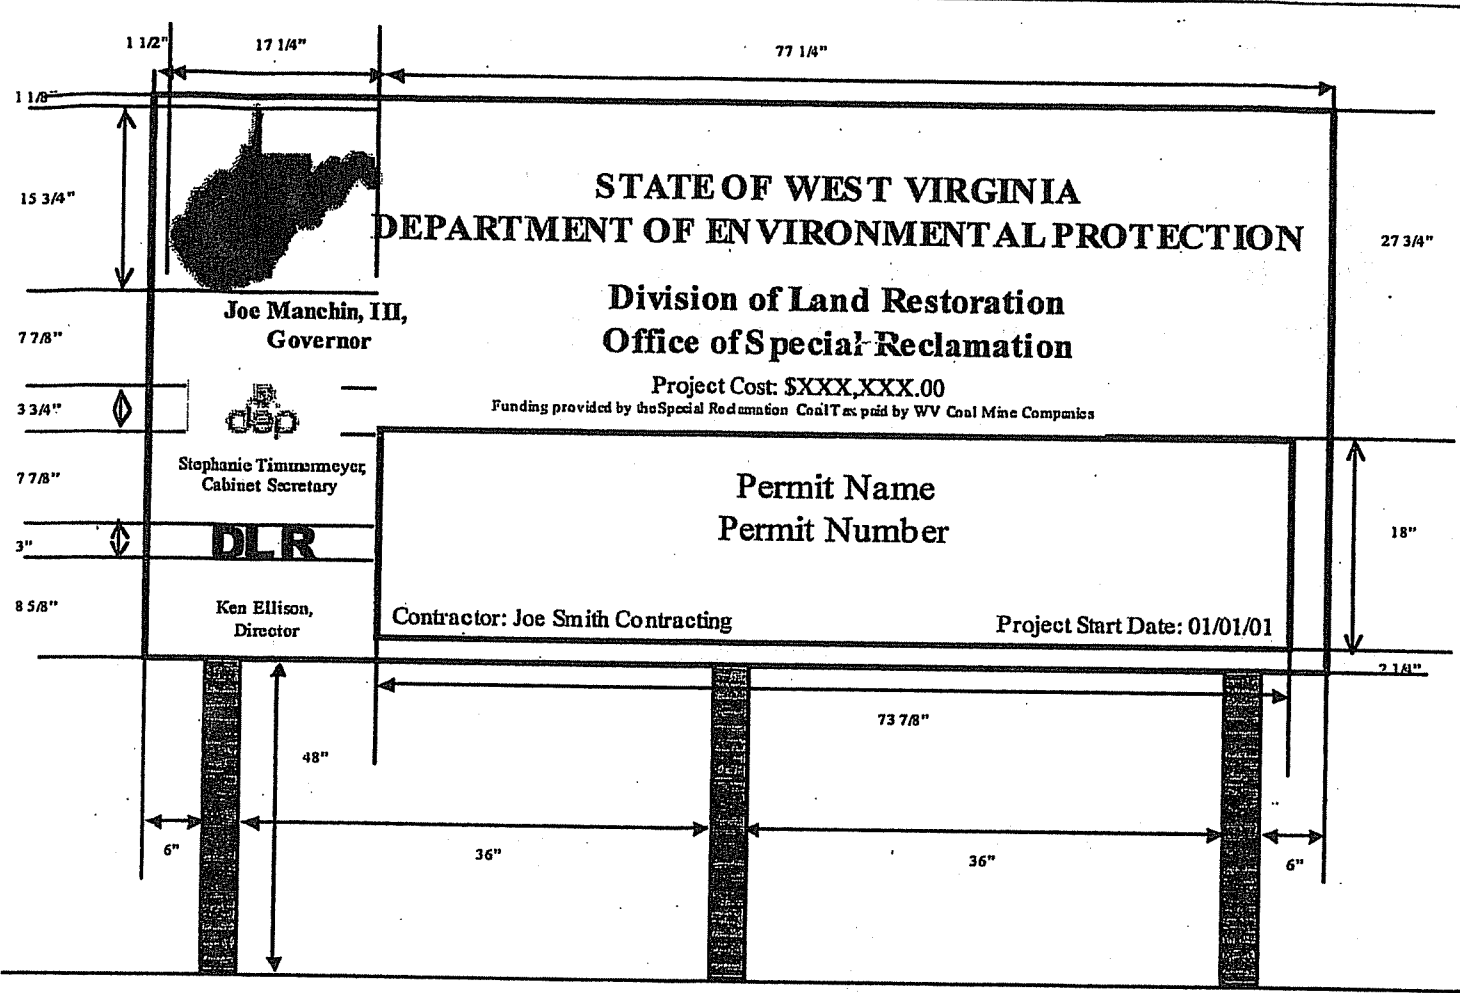 1 1/2"
17 1/4"
77 1/4"
1 1/8"
15 3/4"
STATE OF WEST VIRGINIA
DEPARTMENT OF ENVIRONMENTAL PROTECTION
27 3/4"
Division of Land Restoration
Office of Special Reclamation
Joe Manchin, III,
Governor
7 7/8"
Project Cost: $XXX,XXX.00
Funding provided by the Special Reclamation Coal Tax paid by WV Coal Mine Companies
3 3/4"
dep
Stephanie Timmermeyer,
Cabinet Secretary
7 7/8"
Permit Name
Permit Number
18"
3"
DLR
8 5/8"
Ken Ellison,
Director
Contractor: Joe Smith Contracting
Project Start Date: 01/01/01
2 1/4"
73 7/8"
48"
6"
36"
36"
6"